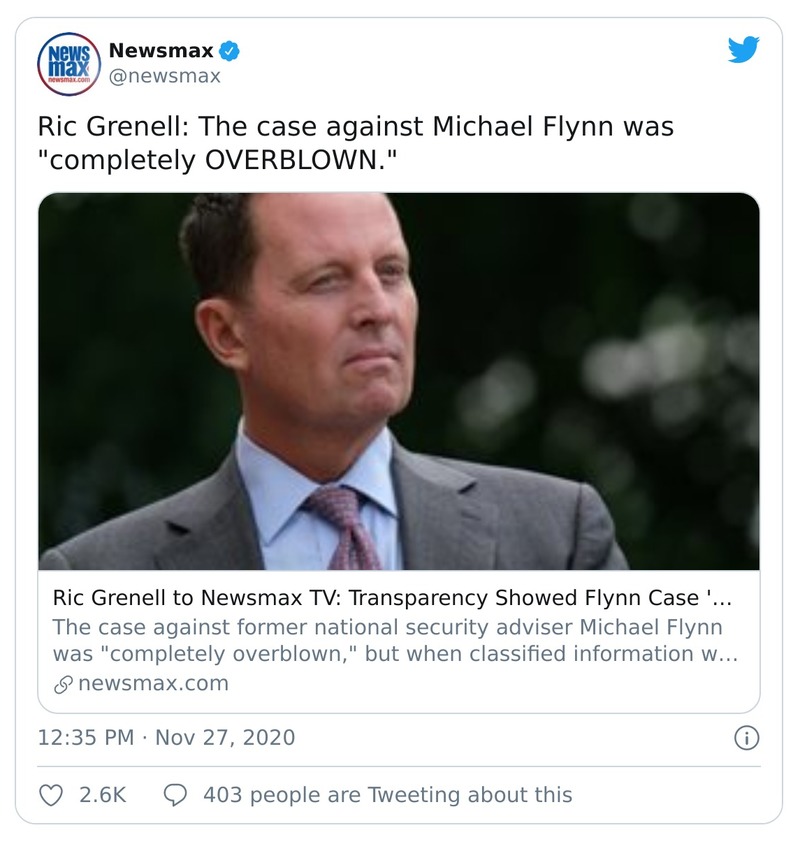 NEWS
max
newsmax.com
Newsmax
@newsmax
Ric Grenell: The case against Michael Flynn was
"completely OVERBLOWN."
Ric Grenell to Newsmax TV: Transparency Showed Flynn Case '...
The case against former national security adviser Michael Flynn
was "completely overblown," but when classified information w...
newsmax.com
12:35 PM · Nov 27, 2020
2.6K 403 people are Tweeting about this